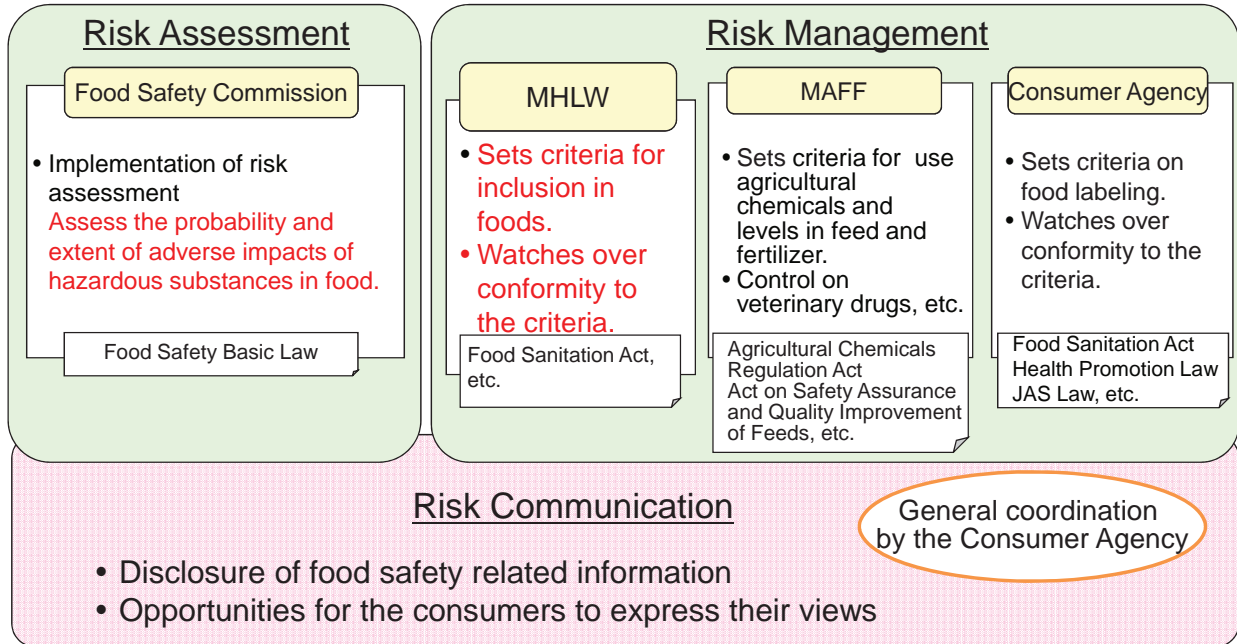 Risk Assessment
Food Safety Commission
• Implementation of risk
assessment
Assess the probability and
extent of adverse impacts of
hazardous substances in food.
Food Safety Basic Law
Risk Management
MHLW
• Sets criteria for
inclusion in
foods.
• Watches over
conformity to
the criteria.
Food Sanitation Act,
etc.
MAFF
• Sets criteria for use
agricultural
chemicals and
levels in feed and
fertilizer.
• Control on
veterinary drugs, etc.
Agricultural Chemicals
Regulation Act
Act on Safety Assurance
and Quality Improvement
of Feeds, etc.
Consumer Agency
• Sets criteria on
food labeling.
• Watches over
conformity to the
criteria.
Food Sanitation Act
Health Promotion Law
JAS Law, etc.
Risk Communication
General coordination
by the Consumer Agency
• Disclosure of food safety related information
• Opportunities for the consumers to express their views